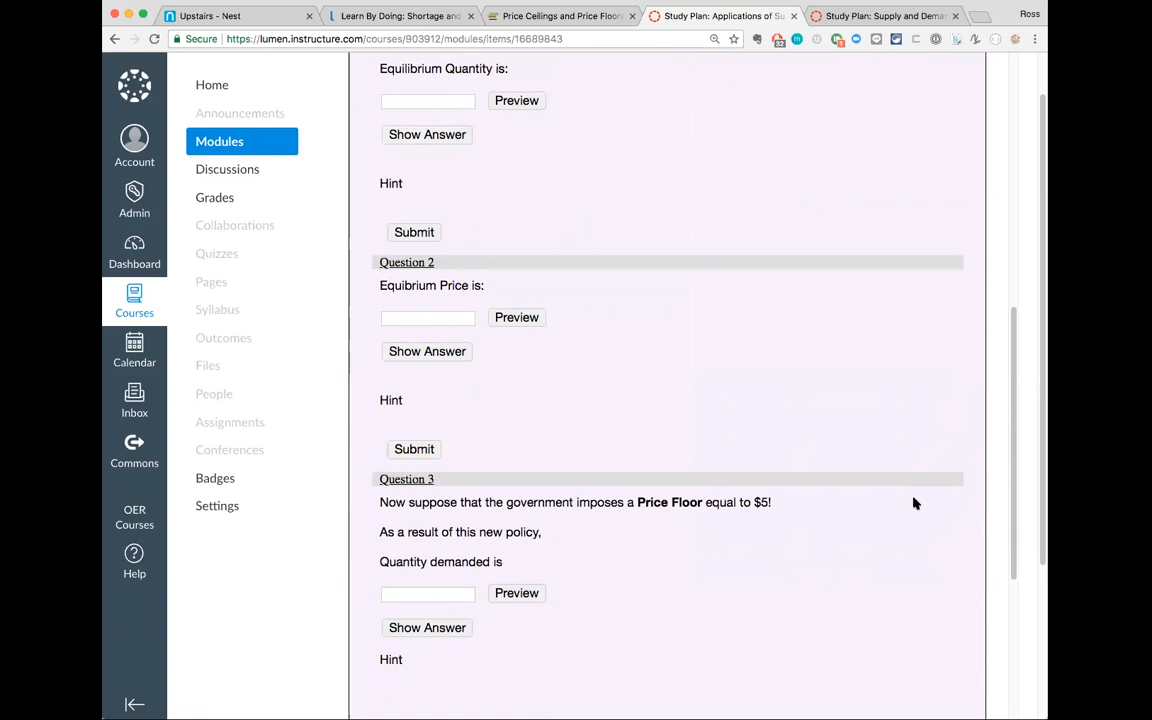 Upstairs - Nest
Learn By Doing: Shortage and
Price Ceilings and Price Floors
Study Plan: Applications of Su
Study Plan: Supply and Demar
Ross
Secure
https://lumen.instructure.com/courses/903912/modules/items/16689843
Account
Admin
Dashboard
Courses
Calendar
Inbox
Commons
OER
Courses
Help
Home
Announcements
Modules
Discussions
Grades
Collaborations
Quizzes
Pages
Syllabus
Outcomes
Files
People
Assignments
Conferences
Badges
Settings
Equilibrium Quantity is:
Preview
Show Answer
Hint
Submit
Question 2
Equibrium Price is:
Preview
Show Answer
Hint
Submit
Question 3
Now suppose that the government imposes a Price Floor equal to $5!
As a result of this new policy,
Quantity demanded is
Preview
Show Answer
Hint